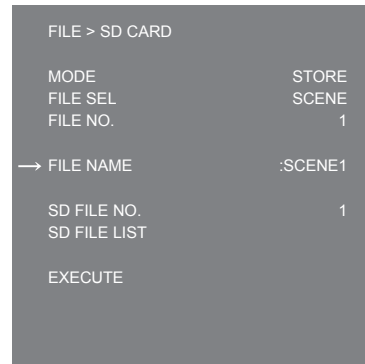 FILE > SD CARD
MODE STORE
FILE SEL SCENE
FILE NO. 1
→ FILE NAME :SCENE1
SD FILE NO. 1
SD FILE LIST
EXECUTE